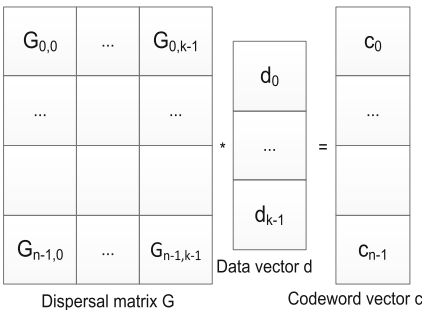 G0,0 ... G0,k-1
... ...
Gn-1,0 ... Gn-1,k-1
Dispersal matrix G
*
d0
...
dk-1
Data vector d
=
c0
...
cn-1
Codeword vector c